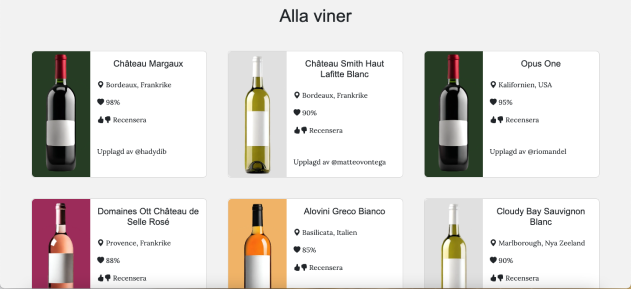 Alla viner
Château Margaux
Bordeaux, Frankrike
98%
Recensera
Upplagd av @hadydib
Château Smith Haut
Lafitte Blanc
Bordeaux, Frankrike
90%
Recensera
Upplagd av @matteovontega
Opus One
Kalifornien, USA
95%
Recensera
Upplagd av @riomandel
Domaines Ott Château de
Selle Rosé
Provence, Frankrike
88%
Recensera
Alovini Greco Bianco
Basilicata, Italien
85%
Recensera
Cloudy Bay Sauvignon
Blanc
Marlborough, Nya Zeeland
90%
Recensera